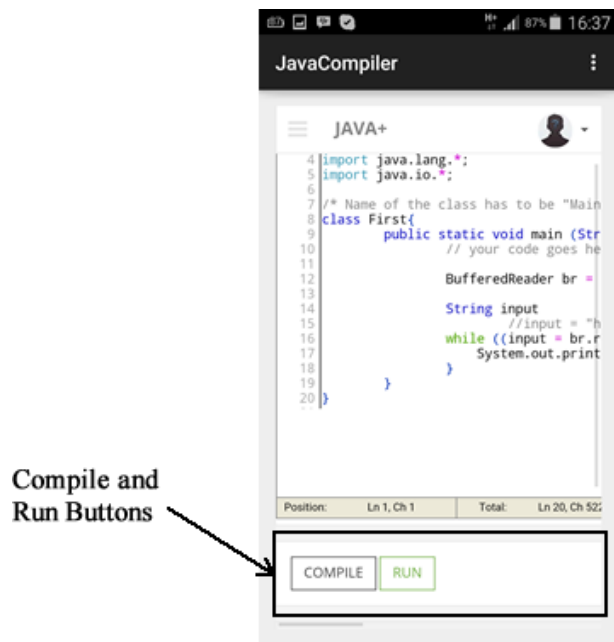 H+ 87% 16:37
JavaCompiler
JAVA+
4 import java.lang.*;
5 import java.io.*;
6
7 /* Name of the class has to be "Main
8 class First{
9 public static void main (Str
10 // your code goes he
11
12 BufferedReader br =
13
14 String input
15 //input = "h
16 while ((input = br.r
17 System.out.print
18 }
19 }
20 }
Position: Ln 1, Ch 1 Total: Ln 20, Ch 522
Compile and
Run Buttons
COMPILE RUN